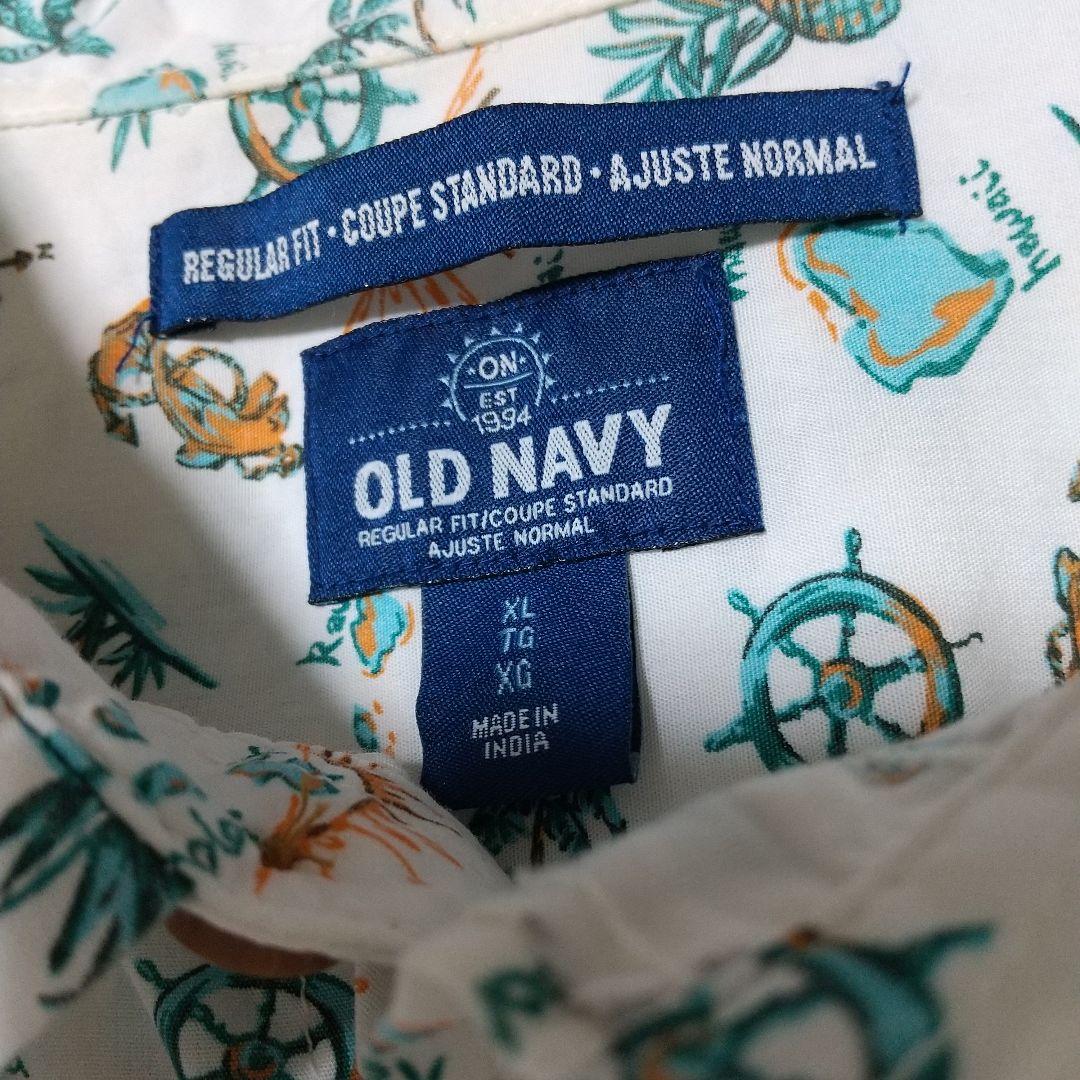 REGULAR FIT • COUPE STANDARD • AJUSTE NORMAL
hawaii
•ON•
EST
1994
OLD NAVY
REGULAR FIT/COUPE STANDARD
AJUSTE NORMAL
XL
TG
XG
MADE IN
INDIA